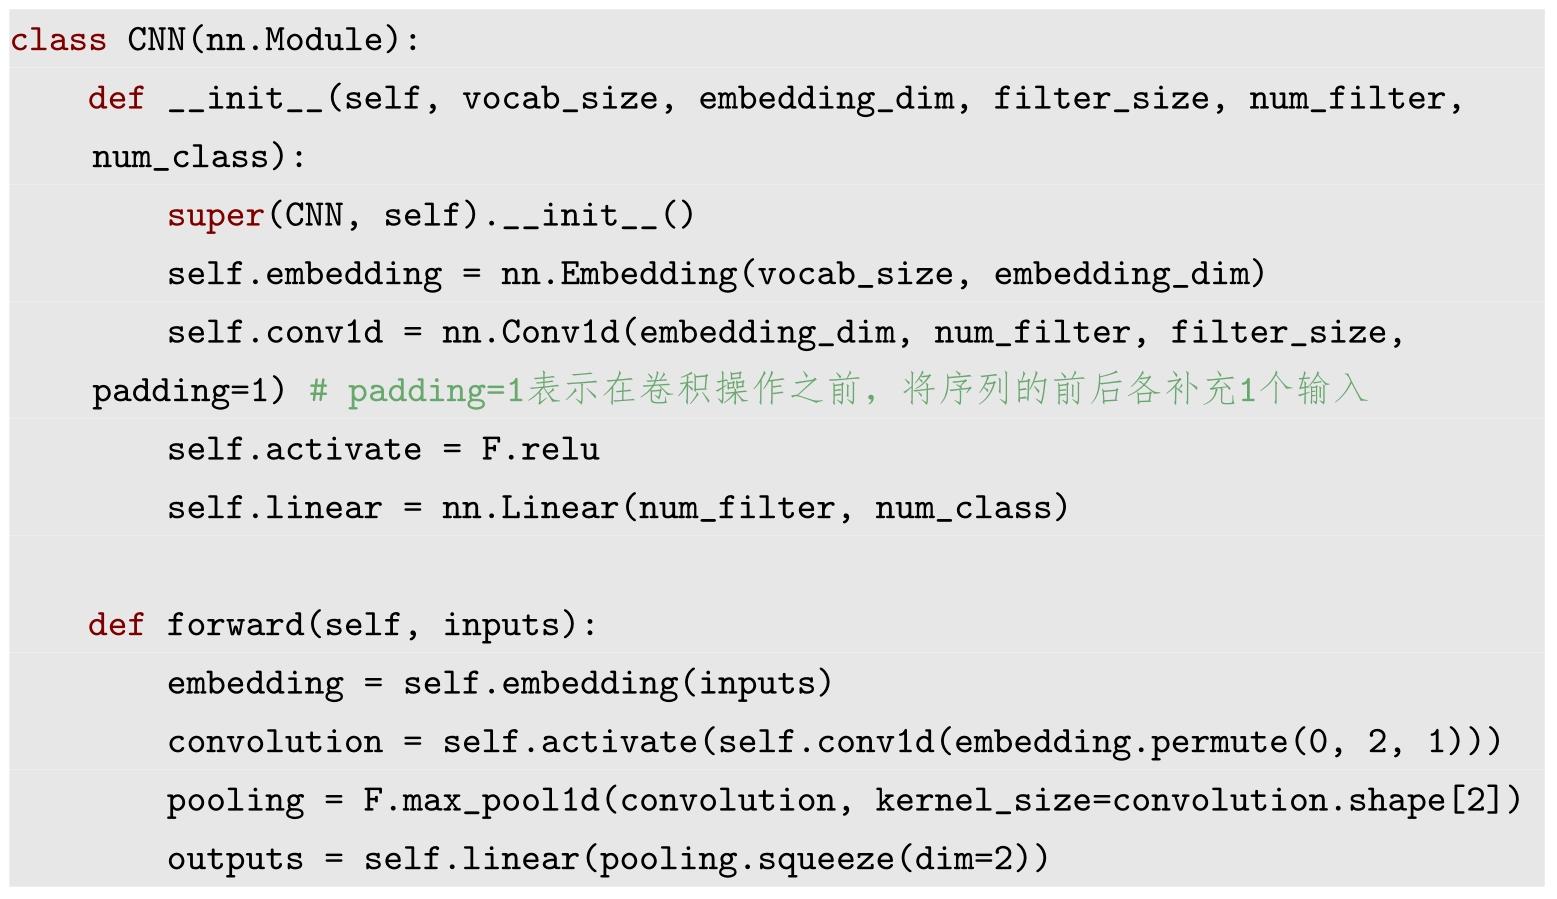 class CNN(nn.Module):
    def __init__(self, vocab_size, embedding_dim, filter_size, num_filter,
    num_class):
        super(CNN, self).__init__()
        self.embedding = nn.Embedding(vocab_size, embedding_dim)
        self.conv1d = nn.Conv1d(embedding_dim, num_filter, filter_size,
    padding=1) # padding=1表示在卷积操作之前，将序列的前后各补充1个输入
        self.activate = F.relu
        self.linear = nn.Linear(num_filter, num_class)

    def forward(self, inputs):
        embedding = self.embedding(inputs)
        convolution = self.activate(self.conv1d(embedding.permute(0, 2, 1)))
        pooling = F.max_pool1d(convolution, kernel_size=convolution.shape[2])
        outputs = self.linear(pooling.squeeze(dim=2))